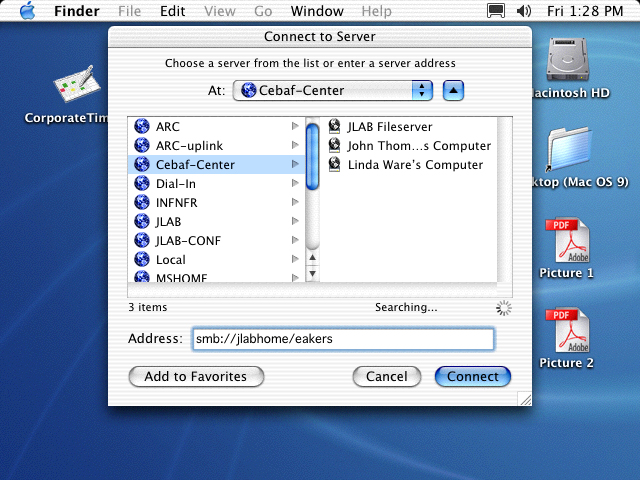 Finder File Edit View Go Window Help Fri 1:28 PM
Connect to Server
Choose a server from the list or enter a server address
At: Cebaf-Center
ARC
ARC-uplink
Cebaf-Center
Dial-In
INFNFR
JLAB
JLAB-CONF
Local
MSHOME
JLAB Fileserver
John Thom...s Computer
Linda Ware's Computer
3 items
Searching...
Address: smb://jlabhome/eakers
Add to Favorites
Cancel
Connect
CorporateTim
acintosh HD
ktop (Mac OS 9)
PDF
Adobe
Picture 1
PDF
Adobe
Picture 2